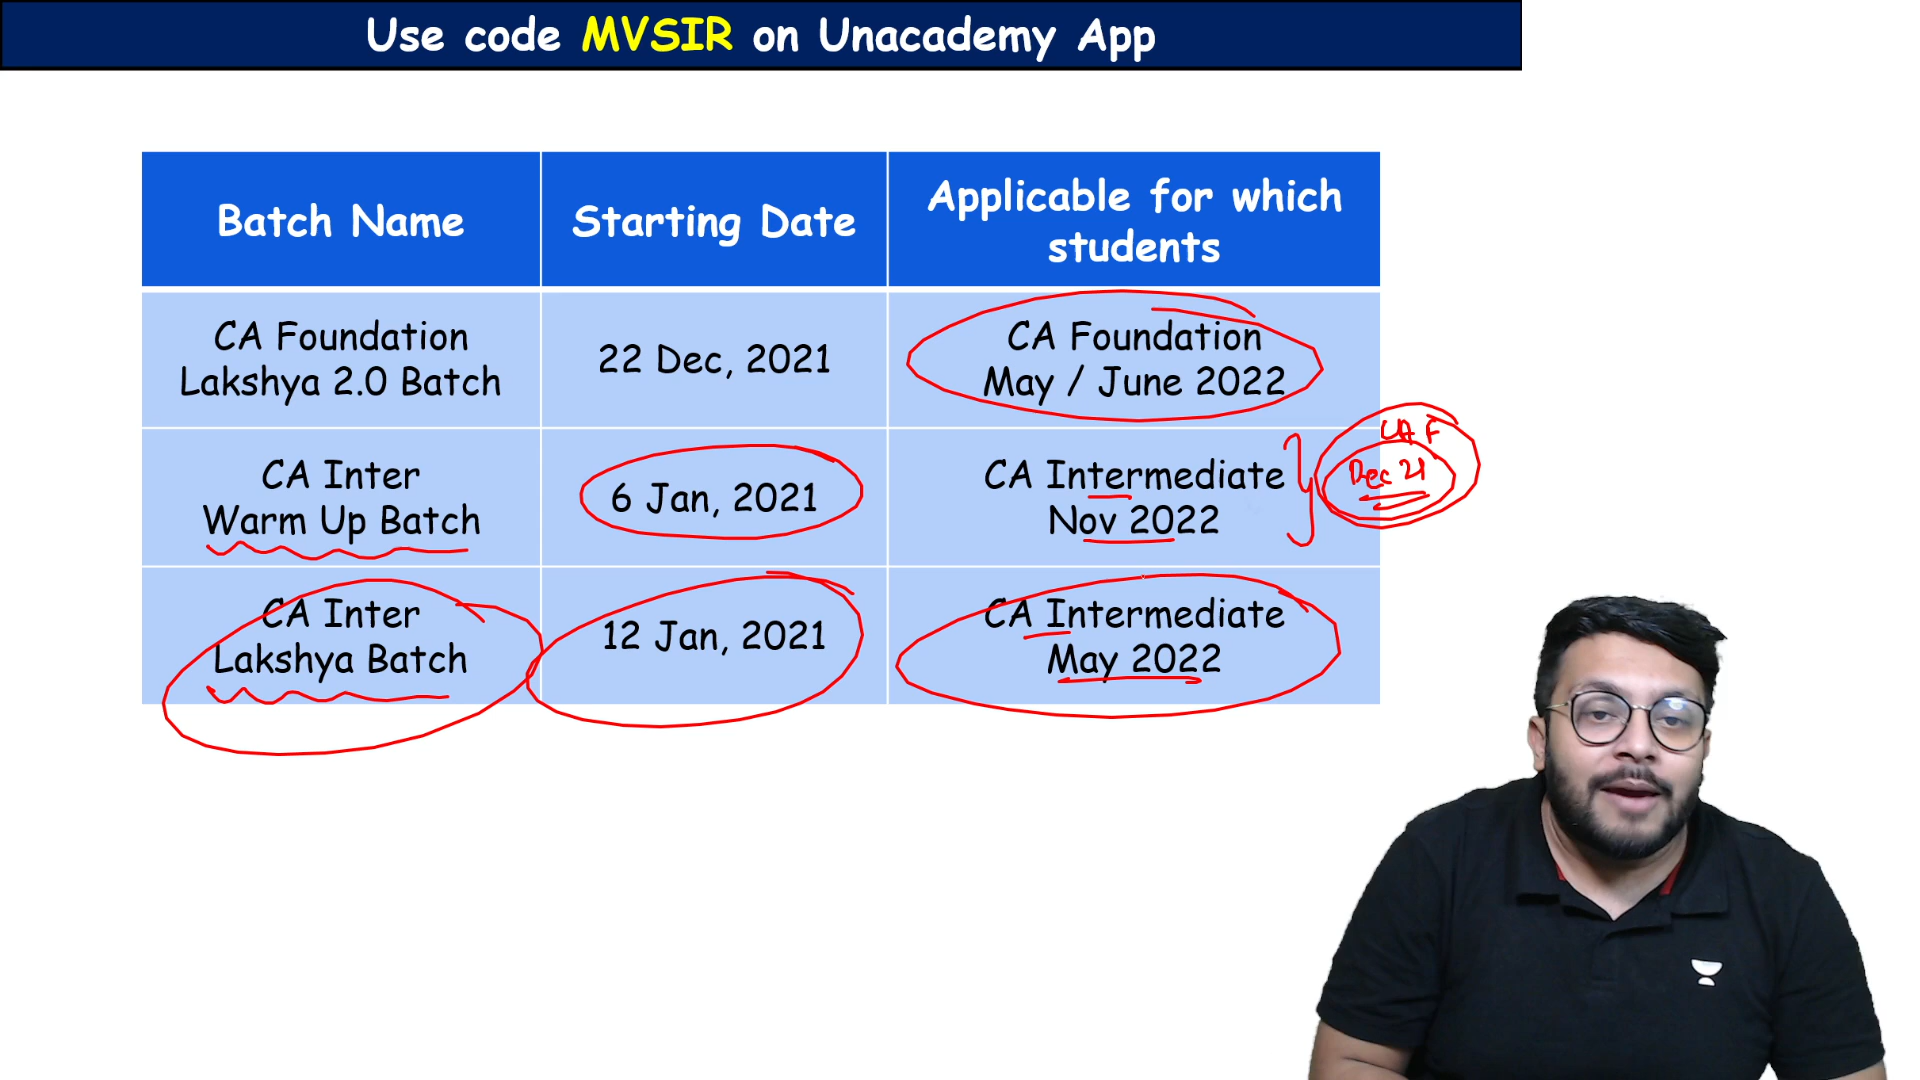 Use code MVSIR on Unacademy App
Batch Name
Starting Date
Applicable for which
students
CA Foundation
Lakshya 2.0 Batch
22 Dec, 2021
CA Foundation
May / June 2022
CA Inter
Warm Up Batch
6 Jan, 2021
CA Intermediate
Nov 2022
CA F
Dec 21
CA Inter
Lakshya Batch
12 Jan, 2021
CA Intermediate
May 2022